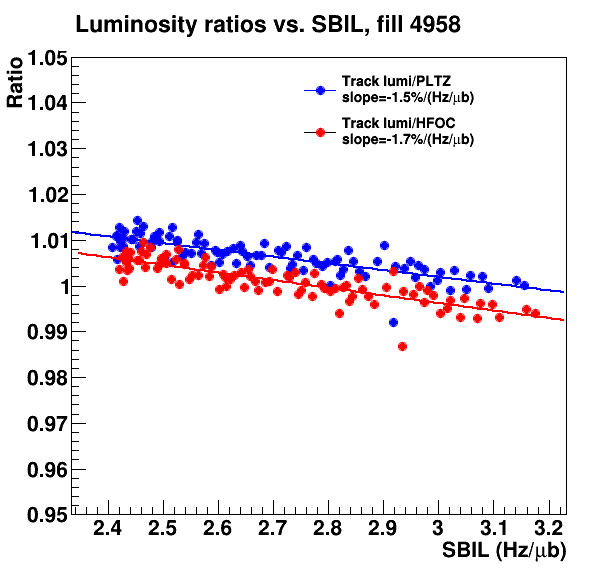 Luminosity ratios vs. SBIL, fill 4958
Ratio
1.05
1.04
1.03
1.02
1.01
1
0.99
0.98
0.97
0.96
0.95
Track lumi/PLTZ
slope=-1.5%/(Hz/μb)
Track lumi/HFOC
slope=-1.7%/(Hz/μb)
2.4 2.5 2.6 2.7 2.8 2.9 3 3.1 3.2
SBIL (Hz/μb)